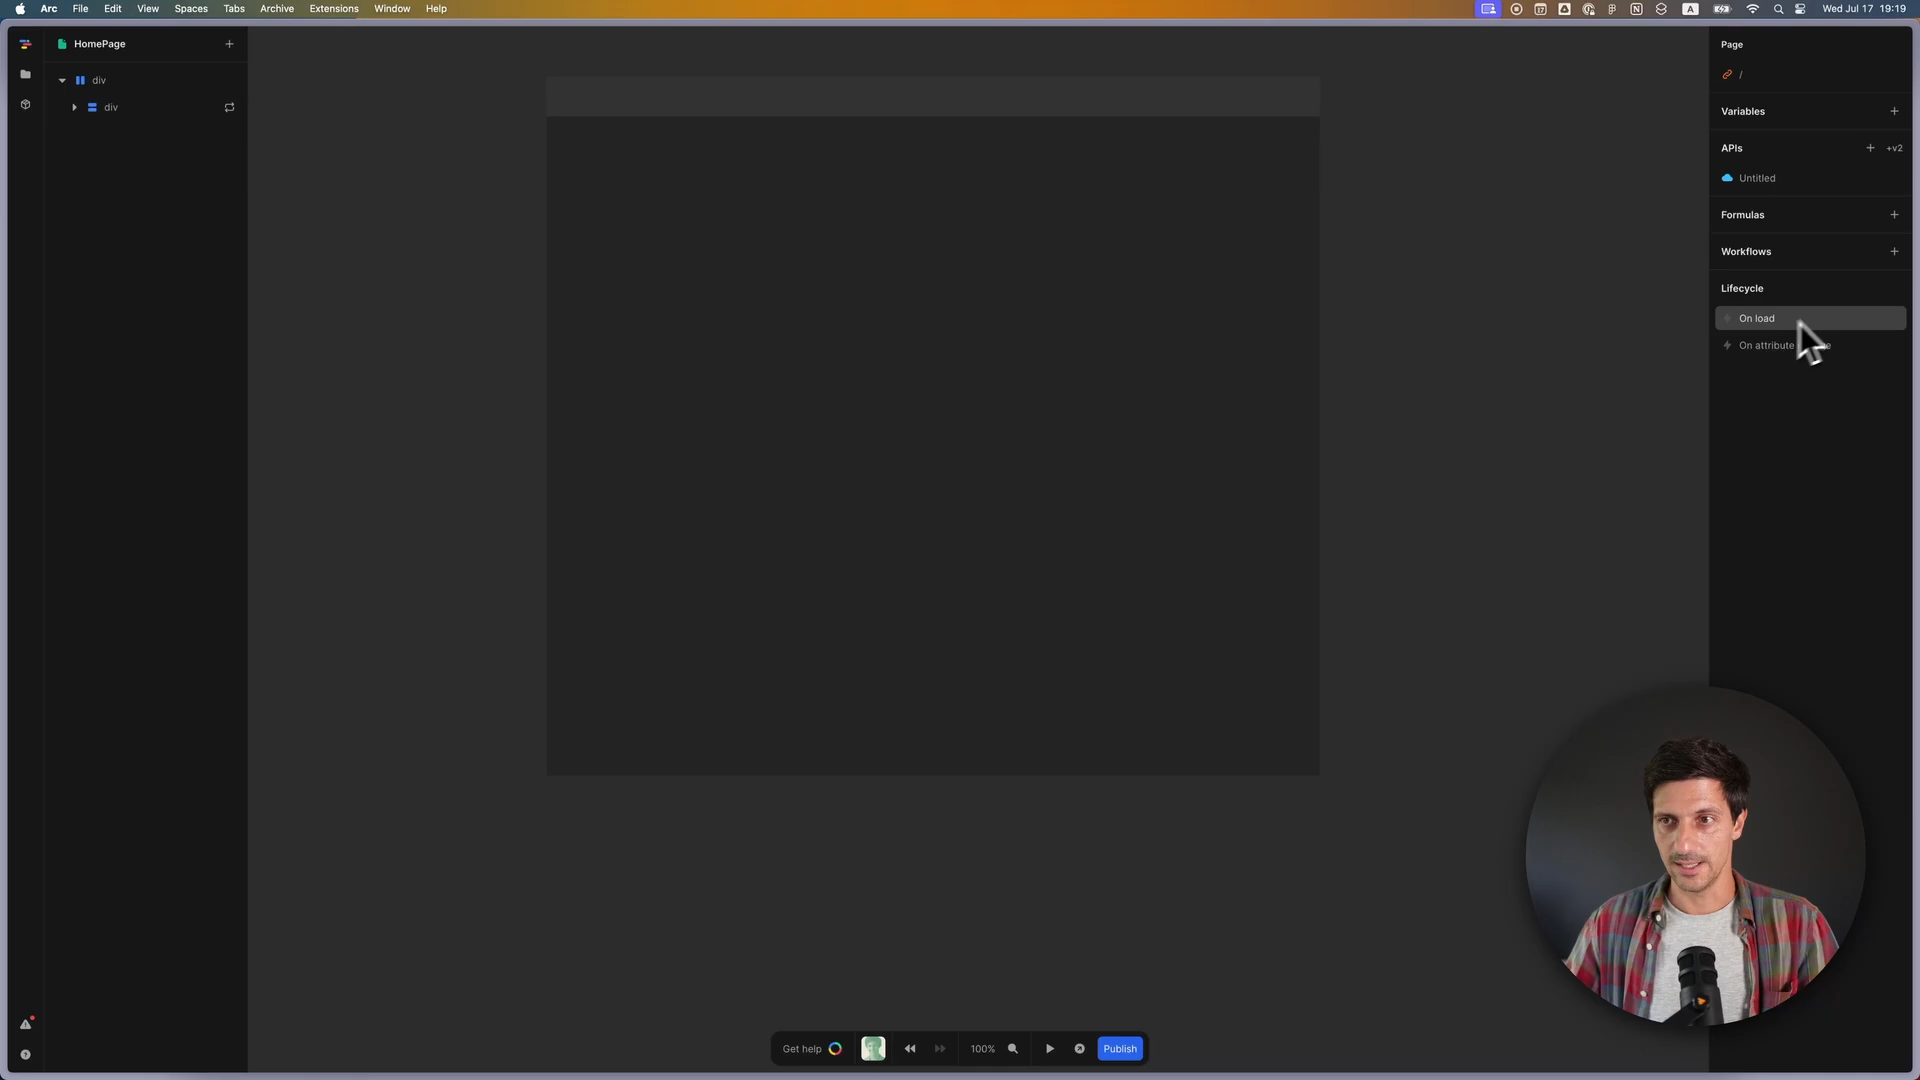 Arc File Edit View Spaces Tabs Archive Extensions Window Help
17 A Wed Jul 17 19:19
HomePage
div
div
Page
/
Variables
APIs +v2
Untitled
Formulas
Workflows
Lifecycle
On load
On attribute
Get help 100% Publish